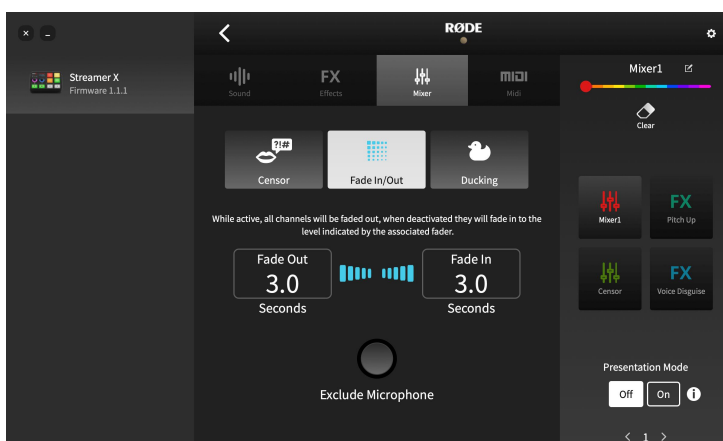 RØDE
Streamer X
Firmware 1.1.1
Sound
FX
Effects
Mixer
MIDI
Midi
Mixer1
Clear
?!#
Censor
Fade In/Out
Ducking
While active, all channels will be faded out, when deactivated they will fade in to the
level indicated by the associated fader.
Fade Out
3.0
Seconds
Fade In
3.0
Seconds
Exclude Microphone
Mixer1
FX
Pitch Up
Censor
FX
Voice Disguise
Presentation Mode
Off
On
i
< 1 >